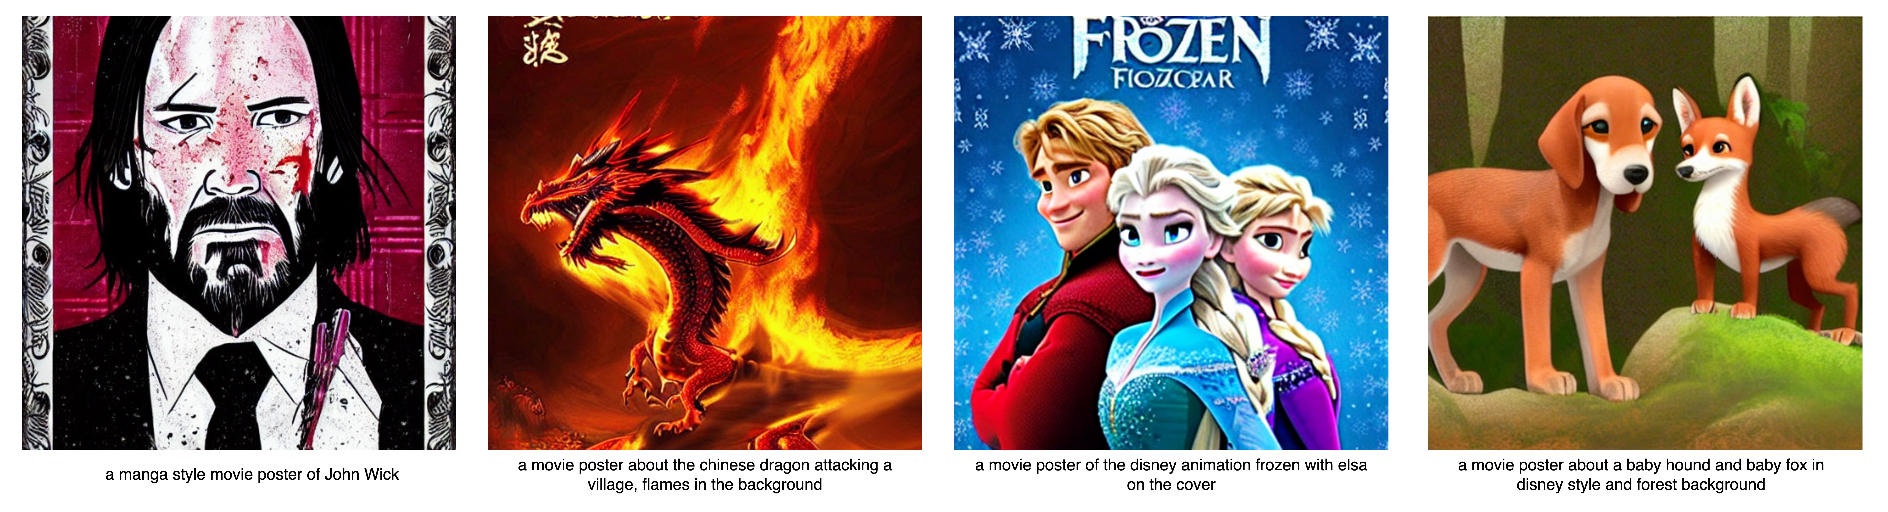 FROZEN
FIOZCPAR
a manga style movie poster of John Wick
a movie poster about the chinese dragon attacking a
village, flames in the background
a movie poster of the disney animation frozen with elsa
on the cover
a movie poster about a baby hound and baby fox in
disney style and forest background